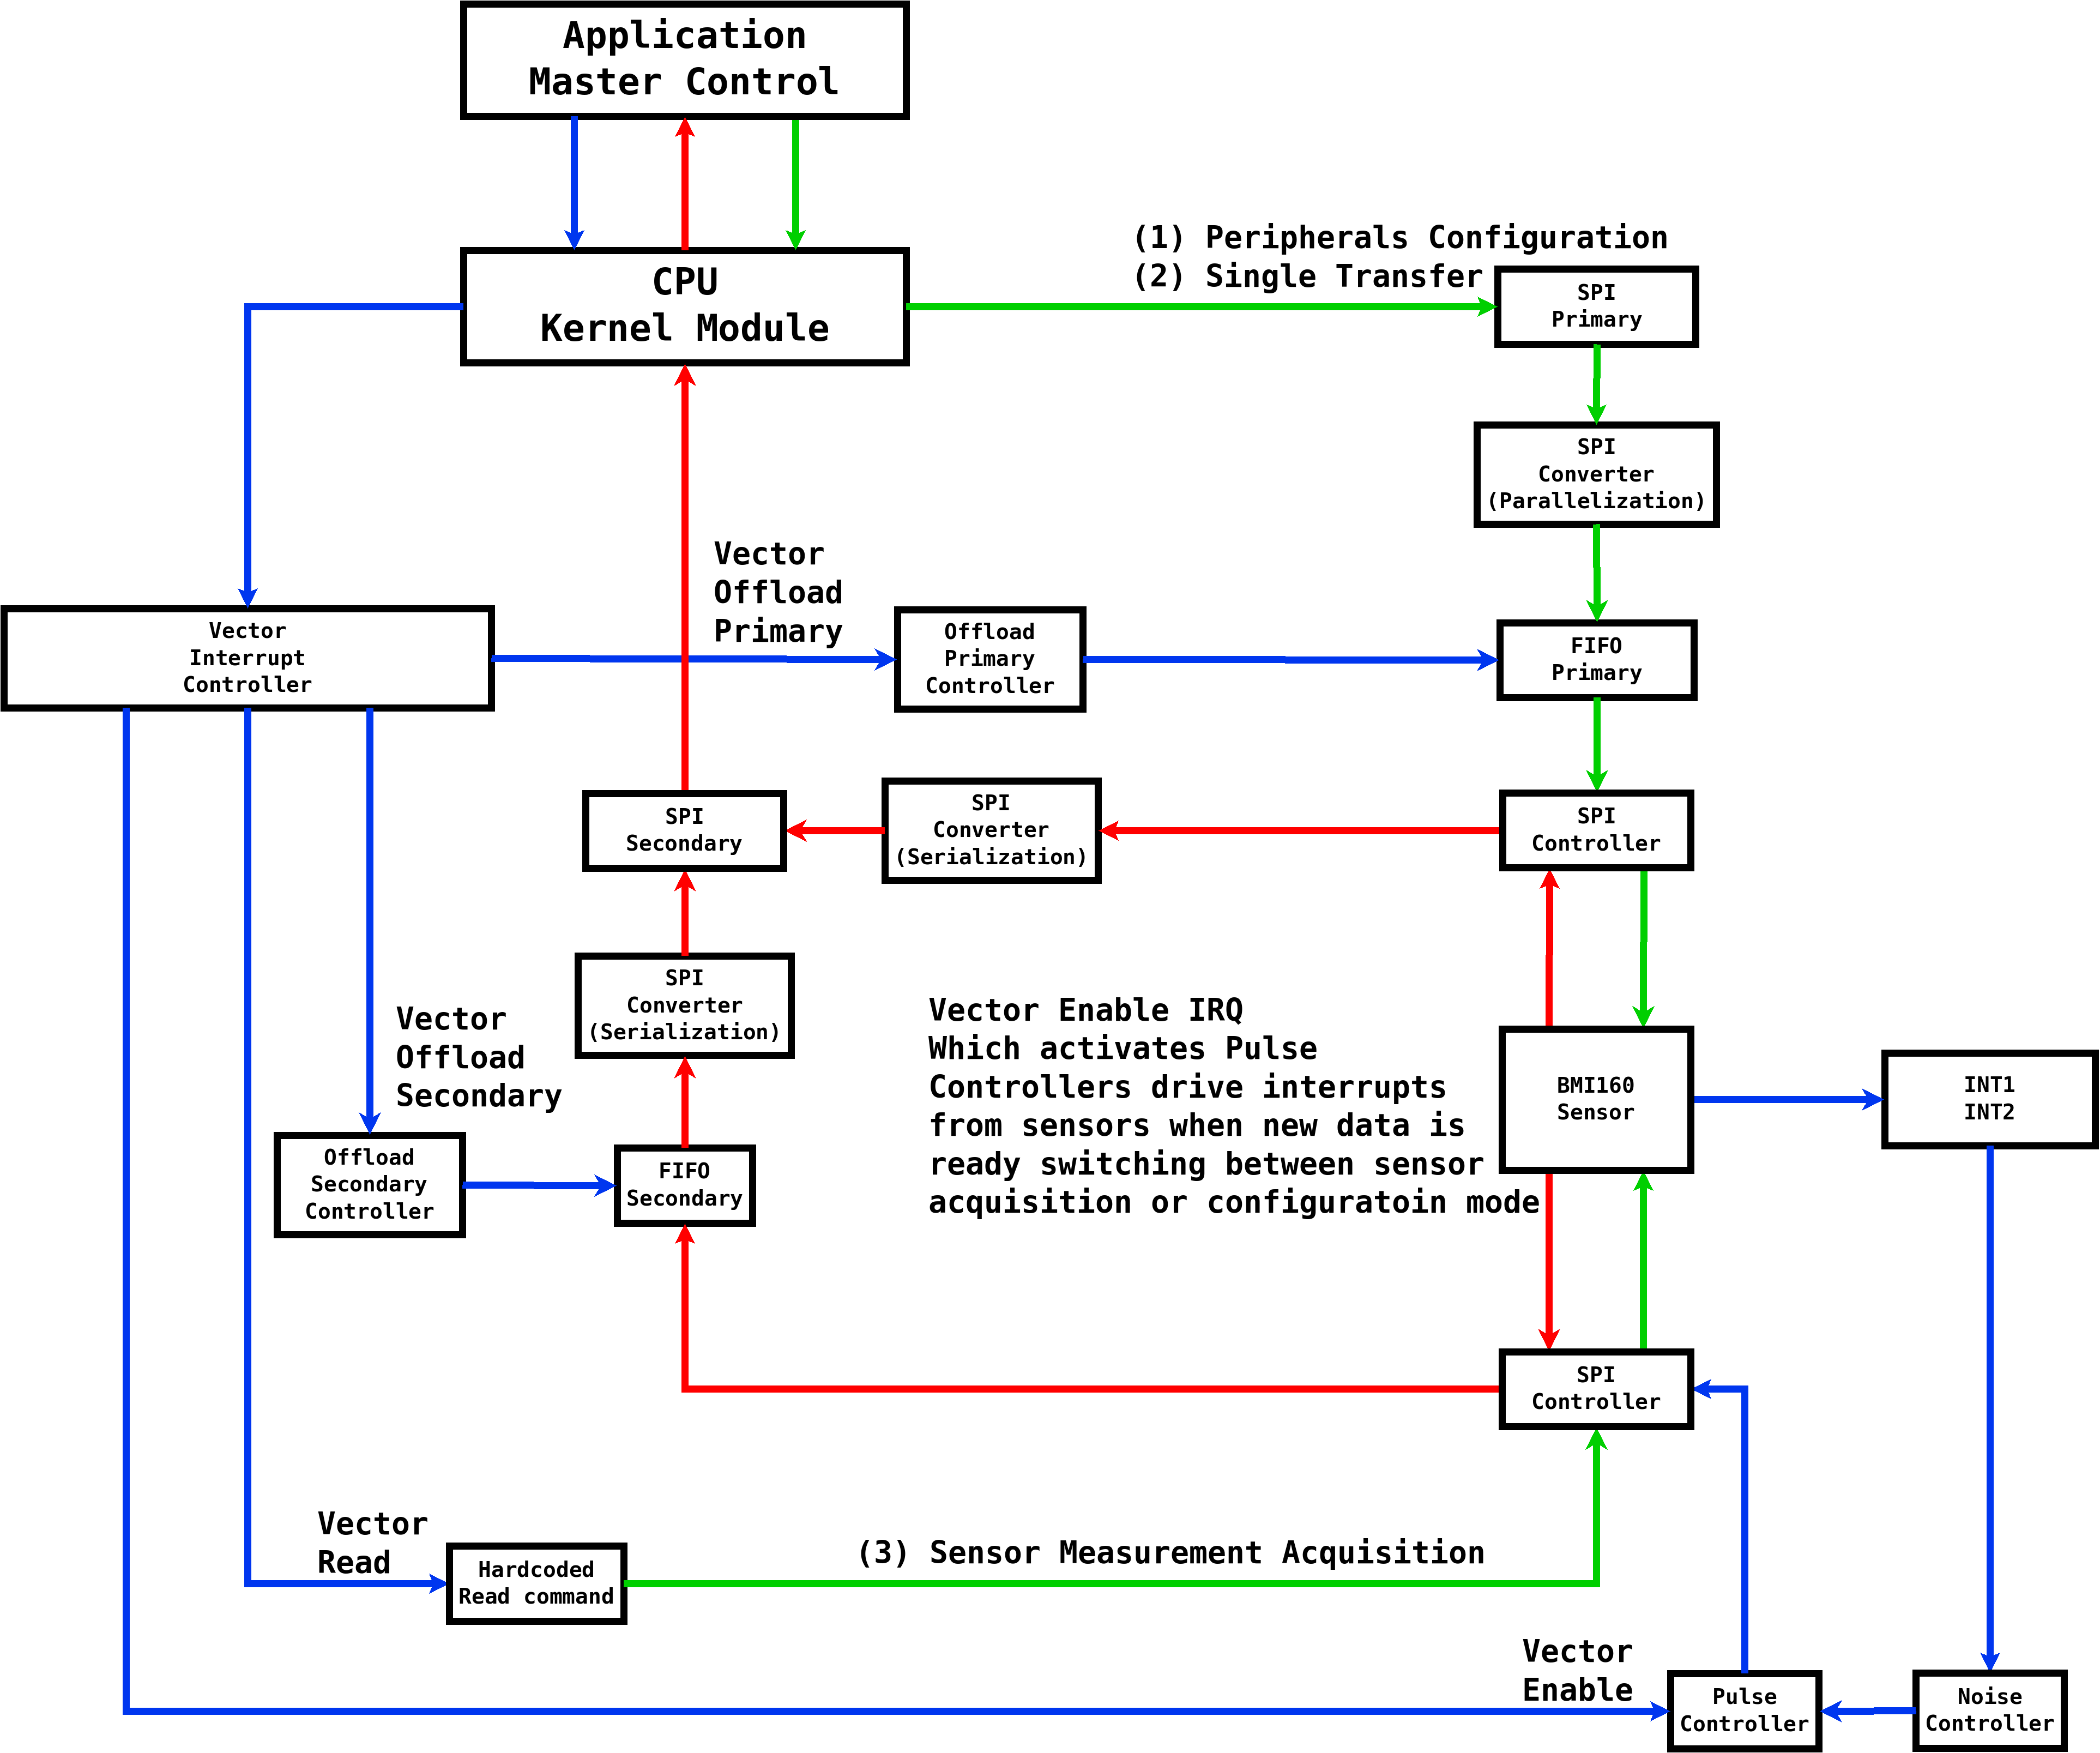 Application
Master Control
CPU
Kernel Module
(1) Peripherals Configuration
(2) Single Transfer
SPI
Primary
SPI
Converter
(Parallelization)
Vector
Offload
Primary
Vector
Interrupt
Controller
Offload
Primary
Controller
FIFO
Primary
SPI
Secondary
SPI
Converter
(Serialization)
SPI
Controller
SPI
Converter
(Serialization)
Vector
Offload
Secondary
Vector Enable IRQ
Which activates Pulse
Controllers drive interrupts
from sensors when new data is
ready switching between sensor
acquisition or configuratoin mode
BMI160
Sensor
INT1
INT2
Offload
Secondary
Controller
FIFO
Secondary
SPI
Controller
Vector
Read
Hardcoded
Read command
(3) Sensor Measurement Acquisition
Vector
Enable
Pulse
Controller
Noise
Controller